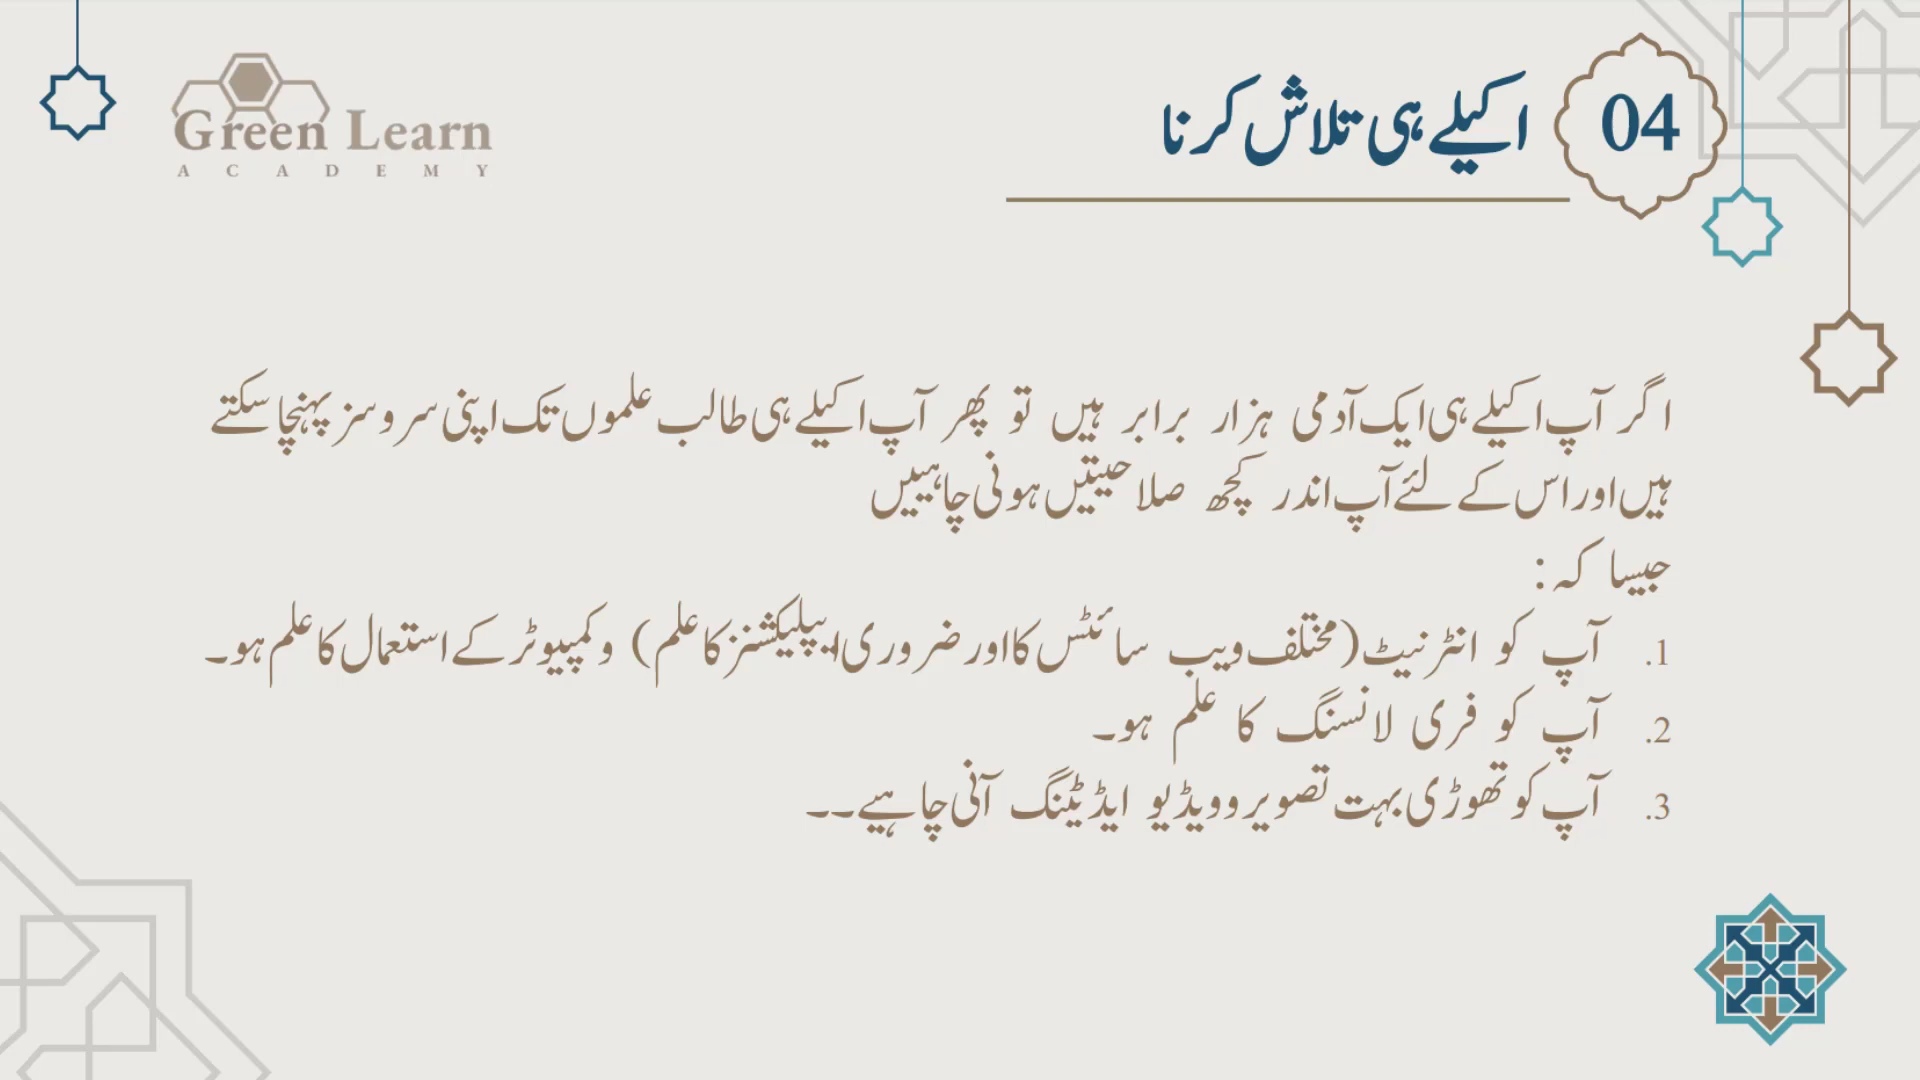 Green Learn
ACADEMY
04
اکیلے ہی تلاش کرنا
اگر آپ اکیلے ہی ایک آدمی ہزار برابر ہیں تو پھر آپ اکیلے ہی طالب علموں تک اپنی سروسز پہنچا سکتے
ہیں اور اس کے لئے آپ اندر کچھ صلاحیتیں ہونی چاہییں
جیسا کہ:
1. آپ کو انٹرنیٹ (مختلف ویب سائٹس کا اور ضروری ایپلیکشنز کا علم) و کمپیوٹر کے استعمال کا علم ہو۔
2. آپ کو فری لانسنگ کا علم ہو۔
3. آپ کو تھوڑی بہت تصویر و ویڈیو ایڈیٹنگ آنی چاہیے۔۔